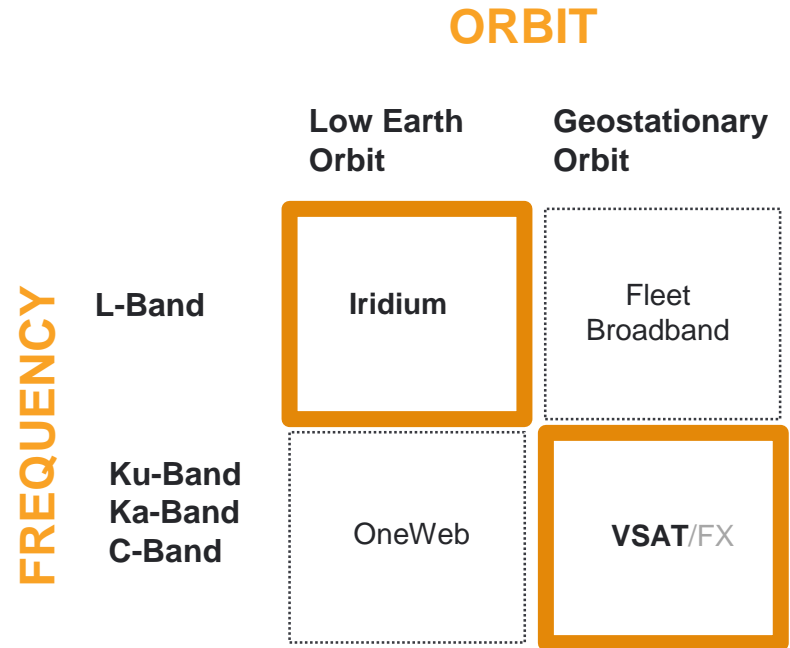 ORBIT
Low Earth
Orbit
Geostationary
Orbit
FREQUENCY
L-Band
Iridium
Fleet
Broadband
Ku-Band
Ka-Band
C-Band
OneWeb
VSAT/FX